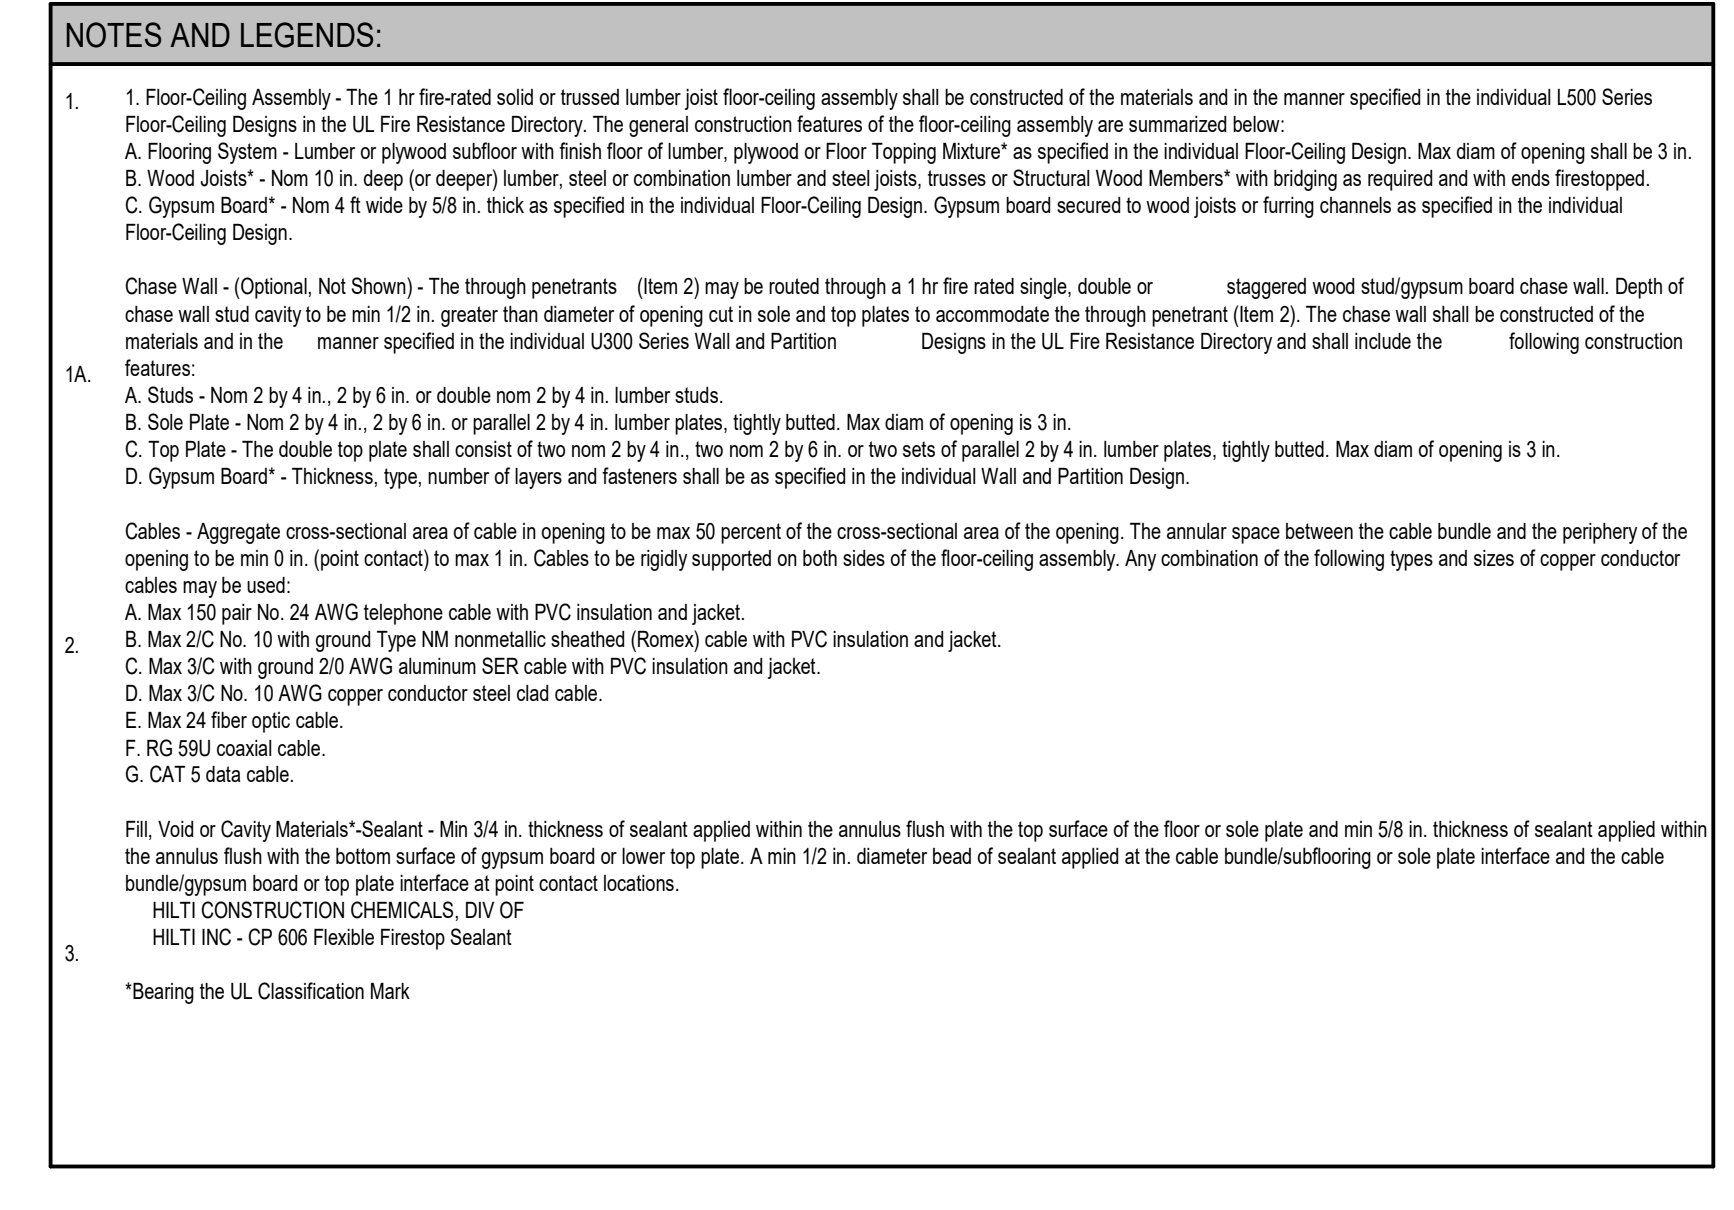 NOTES AND LEGENDS:
1. 1. Floor-Ceiling Assembly - The 1 hr fire-rated solid or trussed lumber joist floor-ceiling assembly shall be constructed of the materials and in the manner specified in the individual L500 Series
Floor-Ceiling Designs in the UL Fire Resistance Directory. The general construction features of the floor-ceiling assembly are summarized below:
A. Flooring System - Lumber or plywood subfloor with finish floor of lumber, plywood or Floor Topping Mixture* as specified in the individual Floor-Ceiling Design. Max diam of opening shall be 3 in.
B. Wood Joists* - Nom 10 in. deep (or deeper) lumber, steel or combination lumber and steel joists, trusses or Structural Wood Members* with bridging as required and with ends firestopped.
C. Gypsum Board* - Nom 4 ft wide by 5/8 in. thick as specified in the individual Floor-Ceiling Design. Gypsum board secured to wood joists or furring channels as specified in the individual
Floor-Ceiling Design.
Chase Wall - (Optional, Not Shown) - The through penetrants (Item 2) may be routed through a 1 hr fire rated single, double or staggered wood stud/gypsum board chase wall. Depth of
chase wall stud cavity to be min 1/2 in. greater than diameter of opening cut in sole and top plates to accommodate the through penetrant (Item 2). The chase wall shall be constructed of the
materials and in the manner specified in the individual U300 Series Wall and Partition Designs in the UL Fire Resistance Directory and shall include the following construction
1A. features:
A. Studs - Nom 2 by 4 in., 2 by 6 in. or double nom 2 by 4 in. lumber studs.
B. Sole Plate - Nom 2 by 4 in., 2 by 6 in. or parallel 2 by 4 in. lumber plates, tightly butted. Max diam of opening is 3 in.
C. Top Plate - The double top plate shall consist of two nom 2 by 4 in., two nom 2 by 6 in. or two sets of parallel 2 by 4 in. lumber plates, tightly butted. Max diam of opening is 3 in.
D. Gypsum Board* - Thickness, type, number of layers and fasteners shall be as specified in the individual Wall and Partition Design.
Cables - Aggregate cross-sectional area of cable in opening to be max 50 percent of the cross-sectional area of the opening. The annular space between the cable bundle and the periphery of the
opening to be min 0 in. (point contact) to max 1 in. Cables to be rigidly supported on both sides of the floor-ceiling assembly. Any combination of the following types and sizes of copper conductor
cables may be used:
A. Max 150 pair No. 24 AWG telephone cable with PVC insulation and jacket.
2. B. Max 2/C No. 10 with ground Type NM nonmetallic sheathed (Romex) cable with PVC insulation and jacket.
C. Max 3/C with ground 2/0 AWG aluminum SER cable with PVC insulation and jacket.
D. Max 3/C No. 10 AWG copper conductor steel clad cable.
E. Max 24 fiber optic cable.
F. RG 59U coaxial cable.
G. CAT 5 data cable.
Fill, Void or Cavity Materials*-Sealant - Min 3/4 in. thickness of sealant applied within the annulus flush with the top surface of the floor or sole plate and min 5/8 in. thickness of sealant applied within
the annulus flush with the bottom surface of gypsum board or lower top plate. A min 1/2 in. diameter bead of sealant applied at the cable bundle/subflooring or sole plate interface and the cable
bundle/gypsum board or top plate interface at point contact locations.
HILTI CONSTRUCTION CHEMICALS, DIV OF
HILTI INC - CP 606 Flexible Firestop Sealant
3.
*Bearing the UL Classification Mark